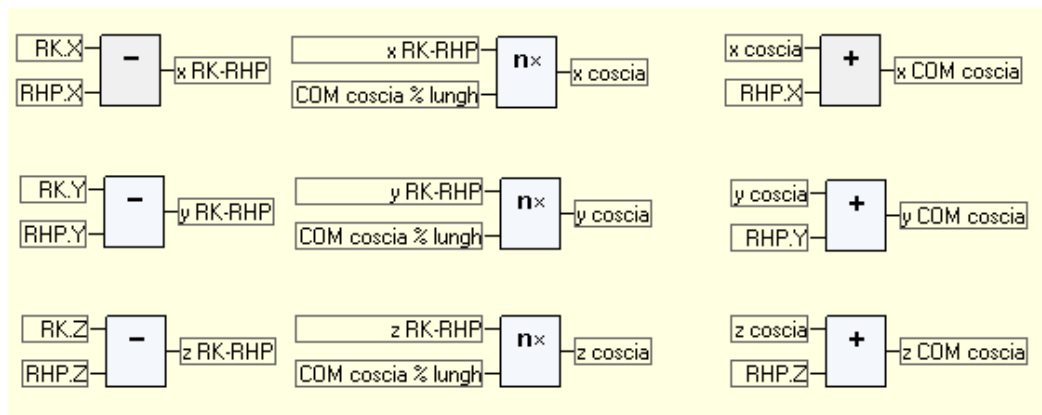 RK.X
RHP.X
−
x RK-RHP
x RK-RHP
COM coscia % lungh
n×
x coscia
x coscia
RHP.X
+
x COM coscia
RK.Y
RHP.Y
−
y RK-RHP
y RK-RHP
COM coscia % lungh
n×
y coscia
y coscia
RHP.Y
+
y COM coscia
RK.Z
RHP.Z
−
z RK-RHP
z RK-RHP
COM coscia % lungh
n×
z coscia
z coscia
RHP.Z
+
z COM coscia